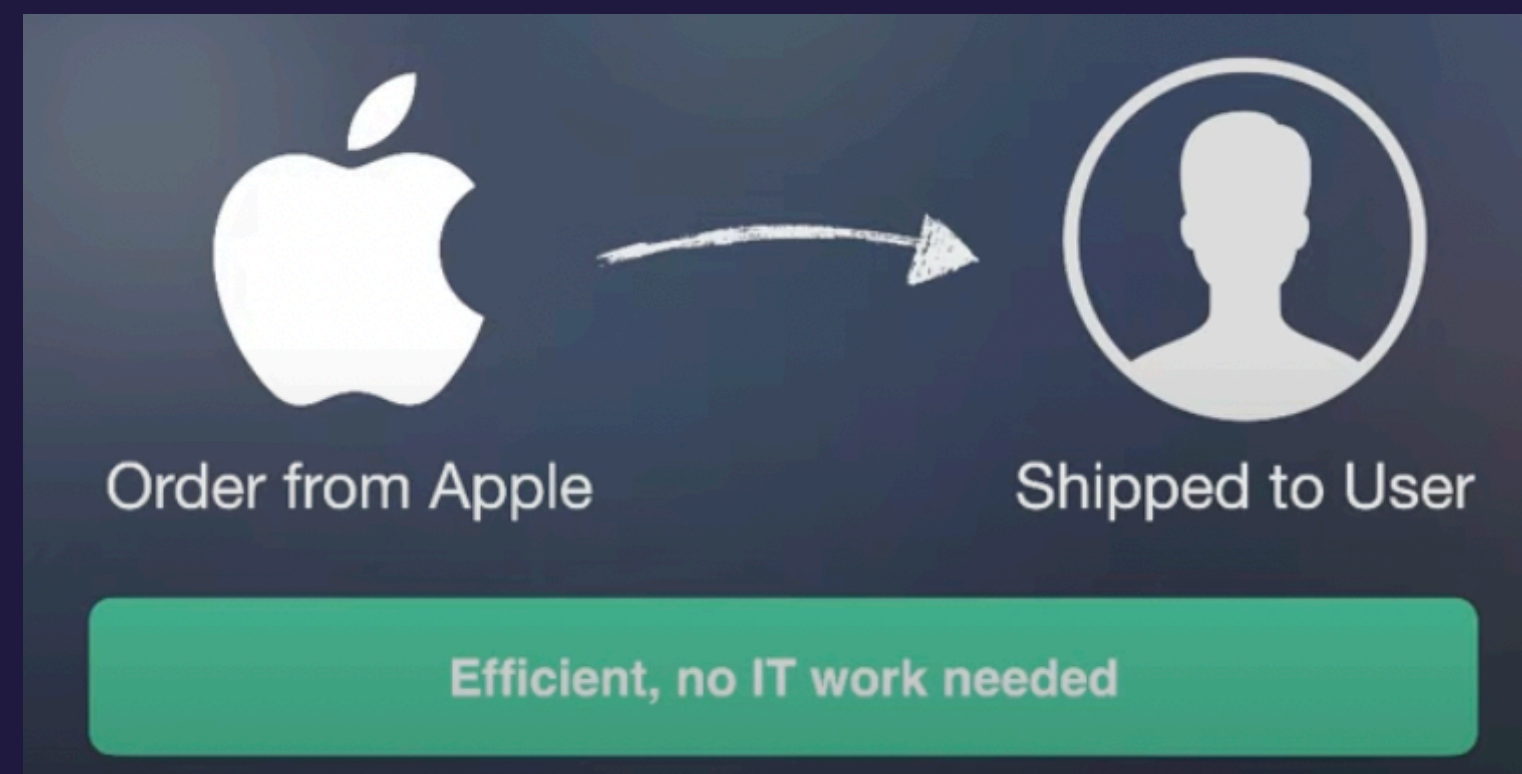 Order from Apple
Shipped to User
Efficient, no IT work needed